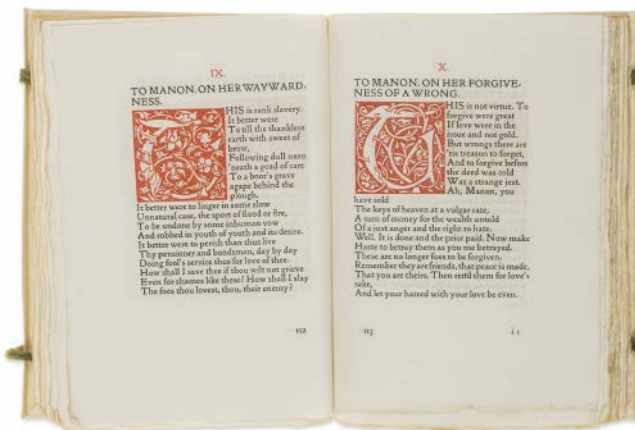 IX.
TO MANON, ON HER WAYWARD-
NESS.
THIS is rank slavery.
It better were
To till the thankless
earth with sweat of
brow,
Following dull oxen
'neath a goad of care
To a boor's grave
agape behind the
plough.
It better were to linger in some slow
Unnatural case, the sport of flood or fire,
To be undone by some inhuman vow
And robbed in youth of youth and its desire.
It better were to perish than thus live
Thy pensioner and bondsman, day by day
Doing fool's service thus for love of thee.
How shall I save thee if thou wilt not grieve
Even for shames like these? How shall I slay
The foes thou lovest, thou, their enemy?
112
X.
TO MANON, ON HER FORGIVE-
NESS OF A WRONG.
THIS is not virtue. To
forgive were great
If love were in the
issue and not gold.
But wrongs there are
'tis treason to forget,
And to forgive before
the deed was cold
Was a strange jest.
Ah, Manon, you
have sold
The keys of heaven at a vulgar rate,
A sum of money for the wealth untold
Of a just anger and the right to hate.
Well. It is done and the price paid. Now make
Haste to betray them as you me betrayed.
These are no longer foes to be forgiven.
Remember they are friends, that peace is made,
That you are theirs. Then rend them for love's
sake,
And let your hatred with your love be even.
113
i 1